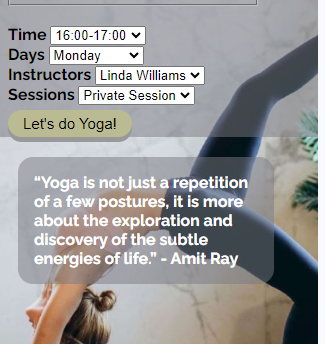 Time 16:00-17:00
Days Monday
Instructors Linda Williams
Sessions Private Session
Let's do Yoga!
“Yoga is not just a repetition
of a few postures, it is more
about the exploration and
discovery of the subtle
energies of life.” - Amit Ray